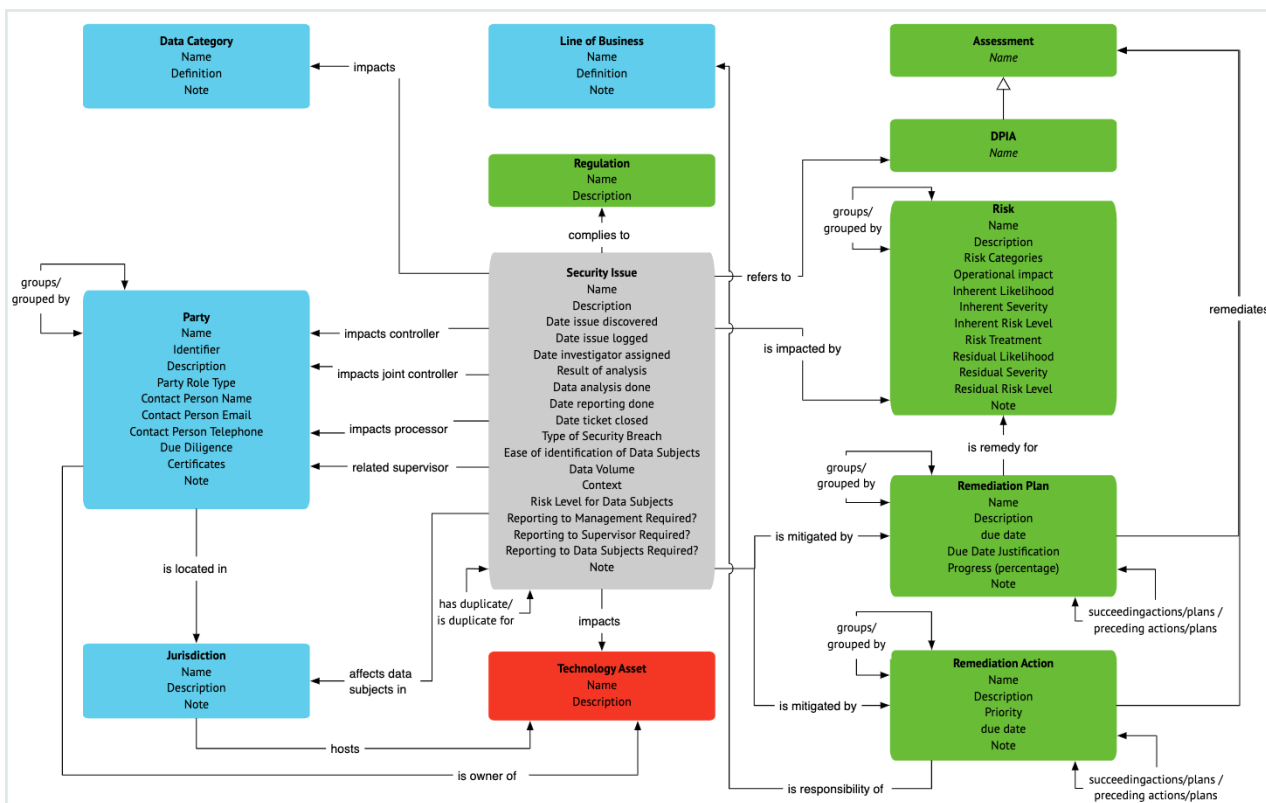 Data Category
Name
Definition
Note
impacts
Line of Business
Name
Definition
Note
Assessment
Name
DPIA
Name
Regulation
Name
Description
complies to
refers to
groups/
grouped by
Risk
Name
Description
Risk Categories
Operational impact
Inherent Likelihood
Inherent Severity
Inherent Risk Level
Risk Treatment
Residual Likelihood
Residual Severity
Residual Risk Level
Note
remediates
is impacted by
Security Issue
Name
Description
Date issue discovered
Date issue logged
Date investigator assigned
Result of analysis
Data analysis done
Date reporting done
Date ticket closed
Type of Security Breach
Ease of identification of Data Subjects
Data Volume
Context
Risk Level for Data Subjects
Reporting to Management Required?
Reporting to Supervisor Required?
Reporting to Data Subjects Required?
Note
groups/
grouped by
Party
Name
Identifier
Description
Party Role Type
Contact Person Name
Contact Person Email
Contact Person Telephone
Due Diligence
Certificates
Note
impacts controller
impacts joint controller
impacts processor
related supervisor
is located in
is remedy for
groups/
grouped by
Remediation Plan
Name
Description
due date
Due Date Justification
Progress (percentage)
Note
is mitigated by
succeedingactions/plans /
preceding actions/plans
has duplicate/
is duplicate for
impacts
Jurisdiction
Name
Description
Note
affects data
subjects in
Technology Asset
Name
Description
groups/
grouped by
Remediation Action
Name
Description
Priority
due date
Note
is mitigated by
hosts
is owner of
is responsibility of
succeedingactions/plans /
preceding actions/plans